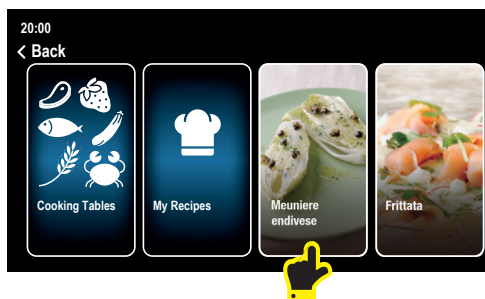 20:00
< Back
Cooking Tables
My Recipes
Meuniere
endivese
Frittata